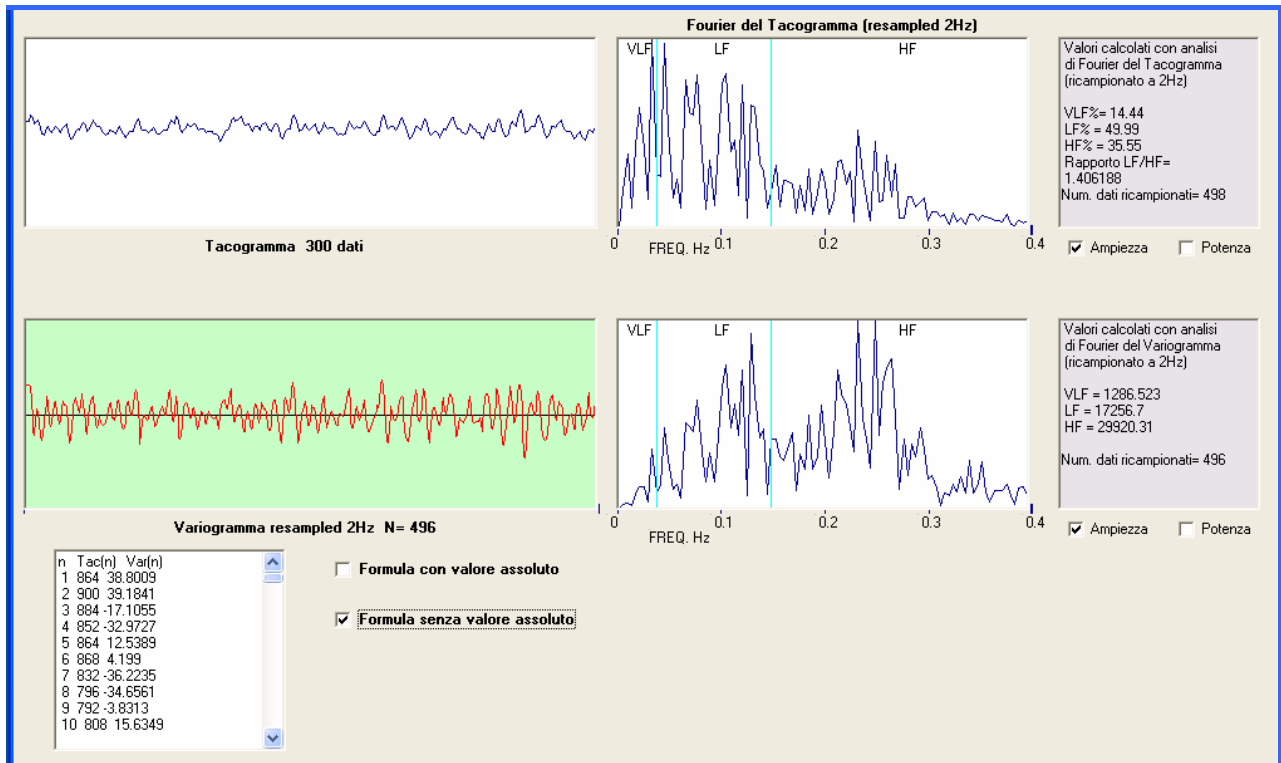 Fourier del Tacogramma (resampled 2Hz)
VLF LF HF
0 0.1 0.2 0.3 0.4
FREQ. Hz
Valori calcolati con analisi
di Fourier del Tacogramma
(ricampionato a 2Hz)
VLF%= 14.44
LF% = 49.99
HF% = 35.55
Rapporto LF/HF=
1.406188
Num. dati ricampionati= 498
Tacogramma 300 dati
Ampiezza Potenza
VLF LF HF
0 0.1 0.2 0.3 0.4
FREQ. Hz
Valori calcolati con analisi
di Fourier del Variogramma
(ricampionato a 2Hz)
VLF = 1286.523
LF = 17256.7
HF = 29920.31
Num. dati ricampionati= 496
Variogramma resampled 2Hz N= 496
Ampiezza Potenza
n Tac(n) Var(n)
1 864 38.8009
2 900 39.1841
3 884 -17.1055
4 852 -32.9727
5 864 12.5389
6 868 4.199
7 832 -36.2235
8 796 -34.6561
9 792 -3.8313
10 808 15.6349
Formula con valore assoluto
Formula senza valore assoluto